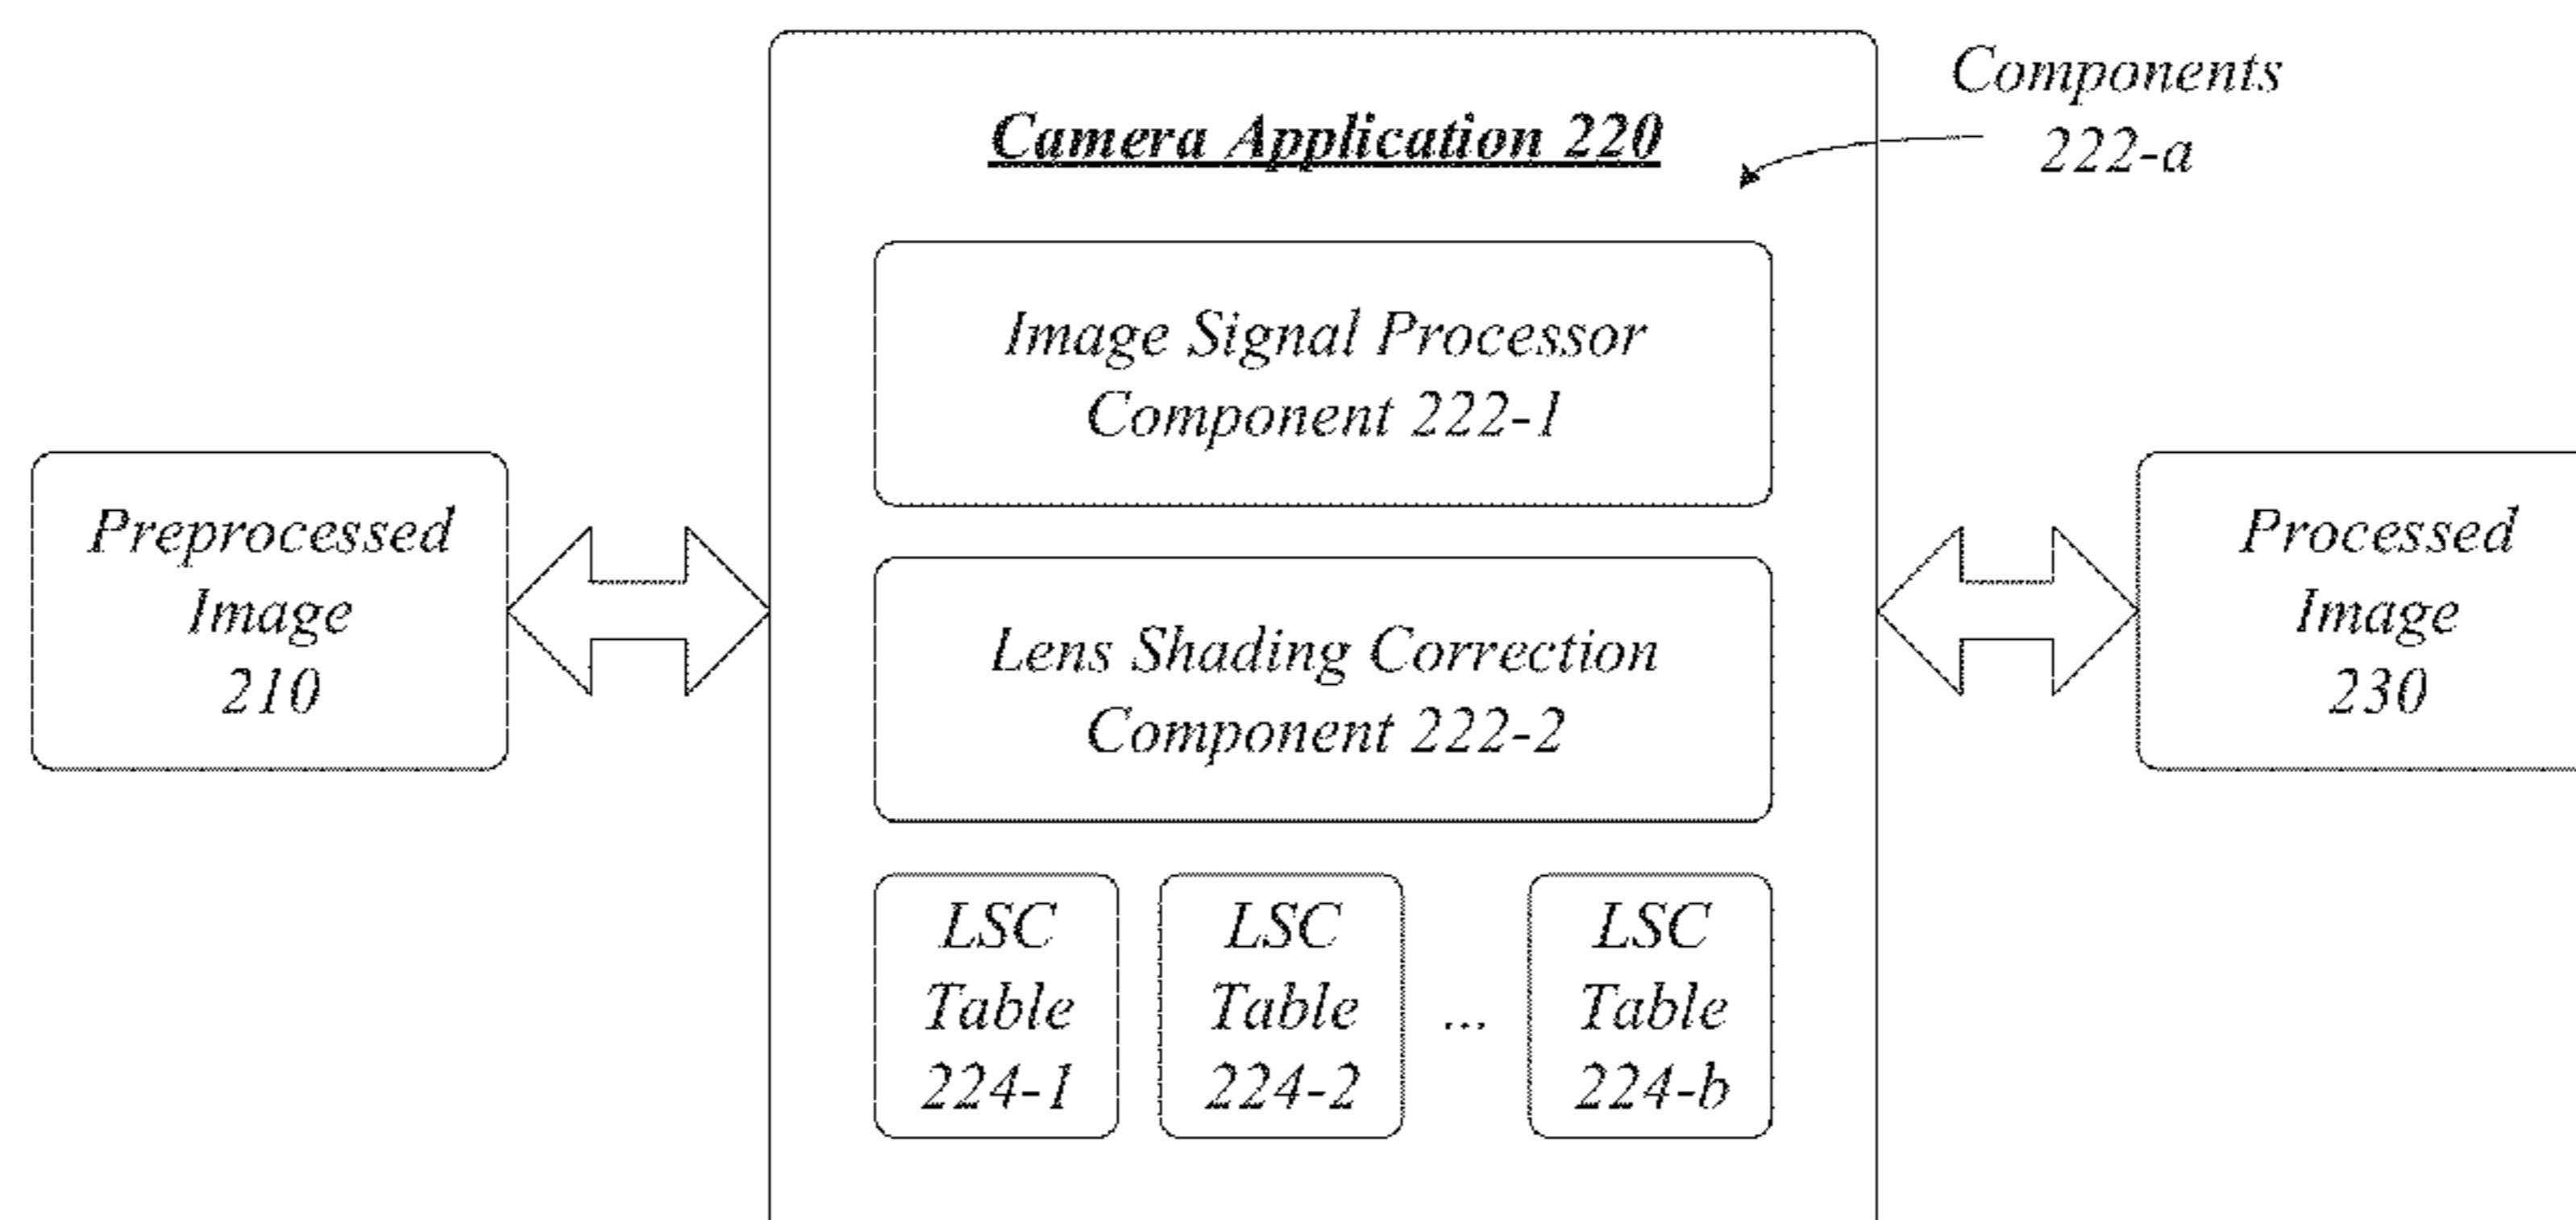 Components
222-a
Camera Application 220
Image Signal Processor
Component 222-1
Preprocessed
Image
210
Lens Shading Correction
Component 222-2
Processed
Image
230
LSC
Table
224-1
LSC
Table
224-2
...
LSC
Table
224-b